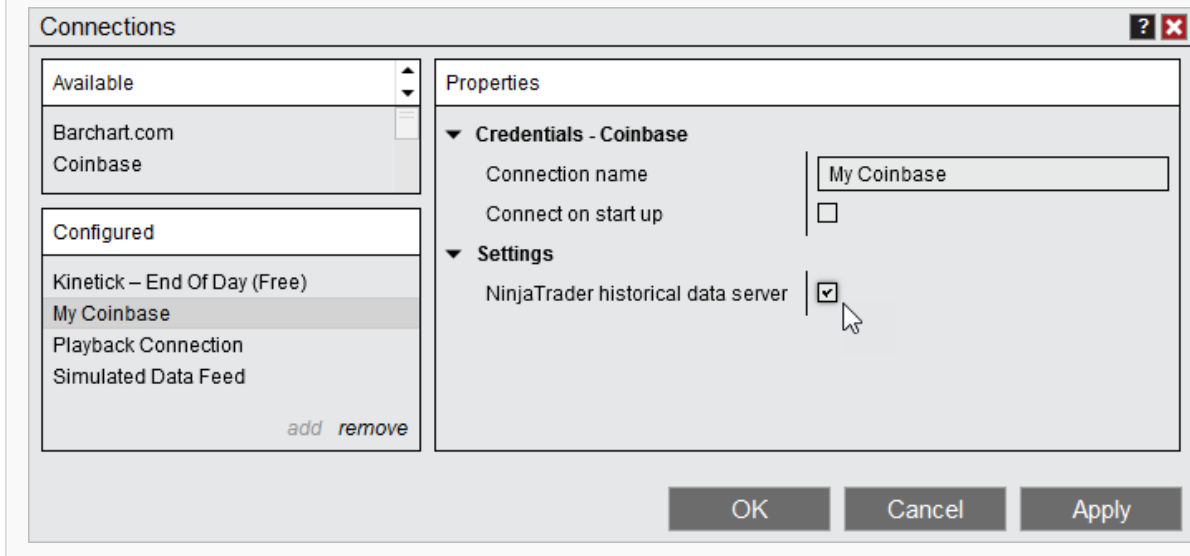 Connections
?
Available
Barchart.com
Coinbase
Configured
Kinetick – End Of Day (Free)
My Coinbase
Playback Connection
Simulated Data Feed
add remove
Properties
Credentials - Coinbase
Connection name My Coinbase
Connect on start up
Settings
NinjaTrader historical data server
OK Cancel Apply